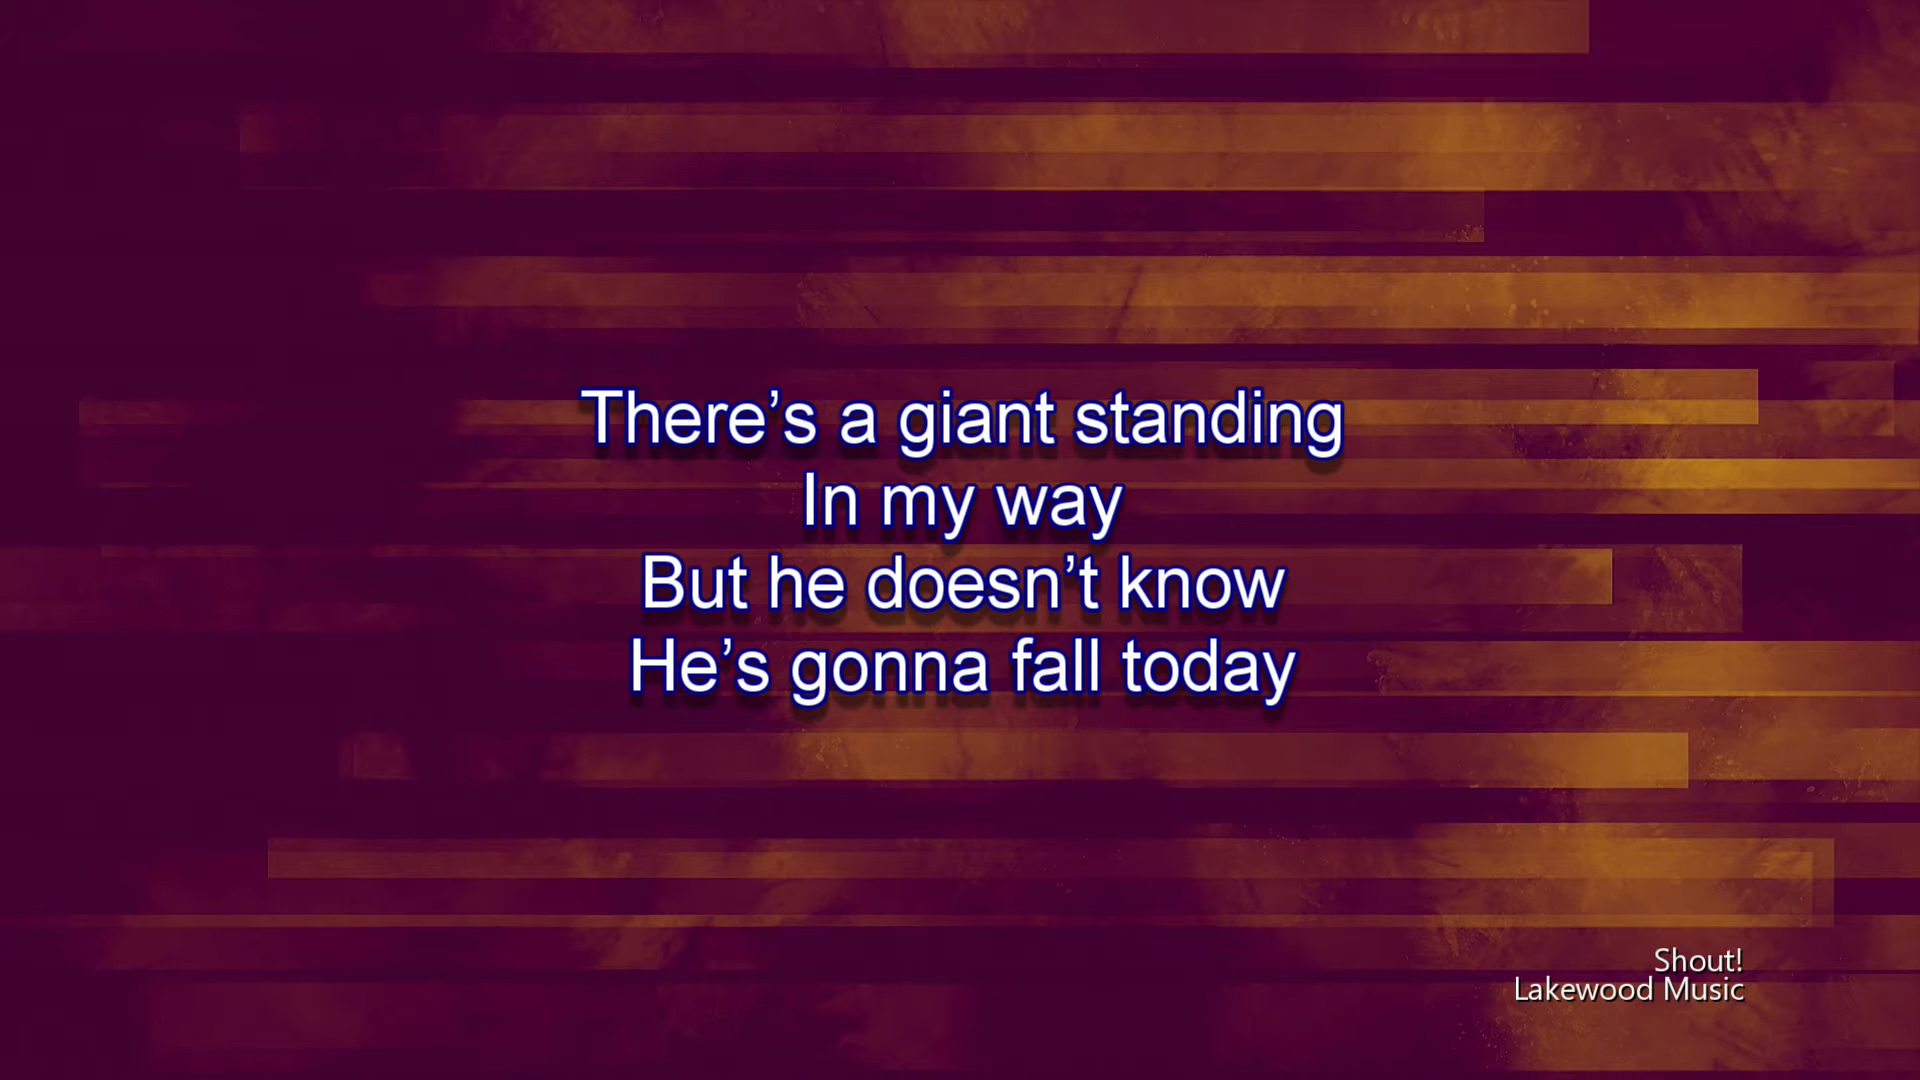 There’s a giant standing
In my way
But he doesn’t know
He’s gonna fall today
Shout!
Lakewood Music